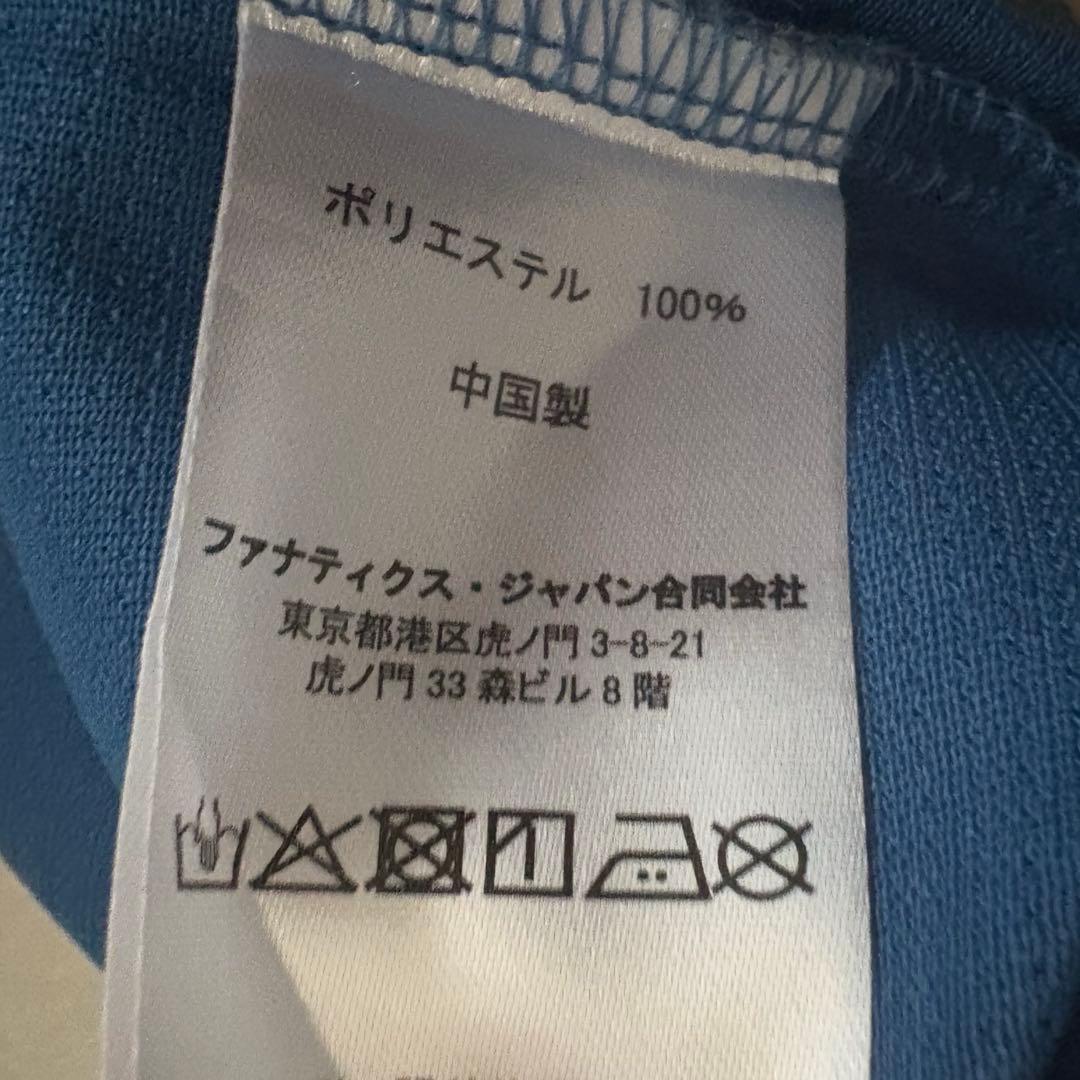 ポリエステル 100%
中国製
ファナティクス・ジャパン合同会社
東京都港区虎ノ門 3-8-21
虎ノ門 33 森ビル 8 階